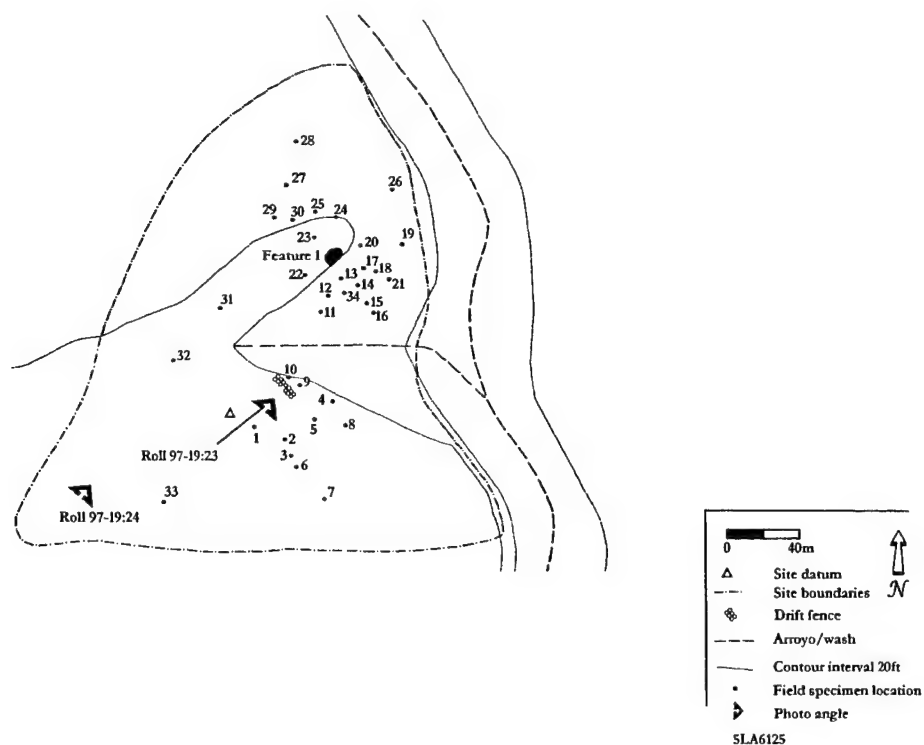 28
27
26
29
30
25
24
23
20
19
Feature 1
17
18
22
13
14
21
12
34
15
31
11
16
32
10
9
4
5
8
1
2
Roll 97-19:23
3
6
33
7
Roll 97-19:24
0 40m
N
Site datum
Site boundaries
Drift fence
Arroyo/wash
Contour interval 20ft
Field specimen location
Photo angle
5LA6125